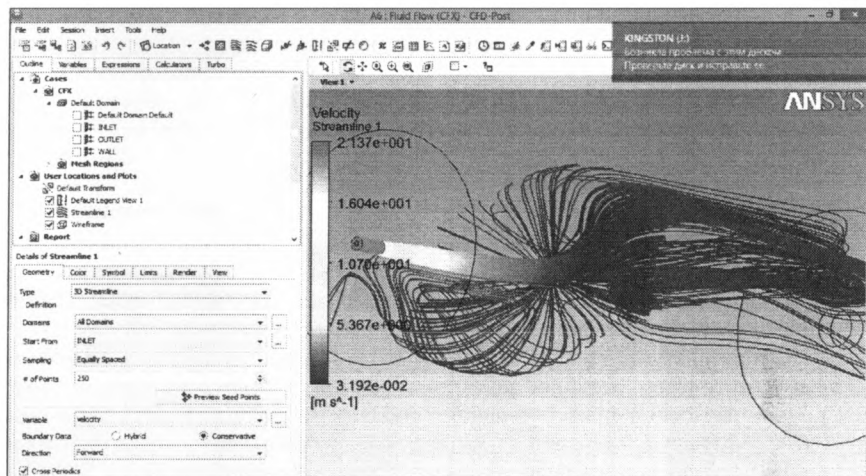 A6 : Fluid Flow (CFX) - CFD-Post
File Edit Session Insert Tools Help
Location
KINGSTON (J:)
Возникла проблема с этим диском
Проверьте диск и исправьте ее.
Outline Variables Expressions Calculators Turbo
Cases
CFX
Default Domain
Default Domain Default
INLET
OUTLET
WALL
Mesh Regions
User Locations and Plots
Default Transform
Default Legend View 1
Streamline 1
Wireframe
Report
View 1
ANSYS
Velocity
Streamline 1
2.137e+001
1.604e+001
1.070e+001
5.367e+000
3.192e-002
[m s^-1]
Details of Streamline 1
Geometry Color Symbol Limits Render View
Type 3D Streamline
Definition
Domains All Domains ...
Start From INLET ...
Sampling Equally Spaced
# of Points 250
Preview Seed Points
Variable Velocity ...
Boundary Data Hybrid Conservative
Direction Forward
Cross Periodics